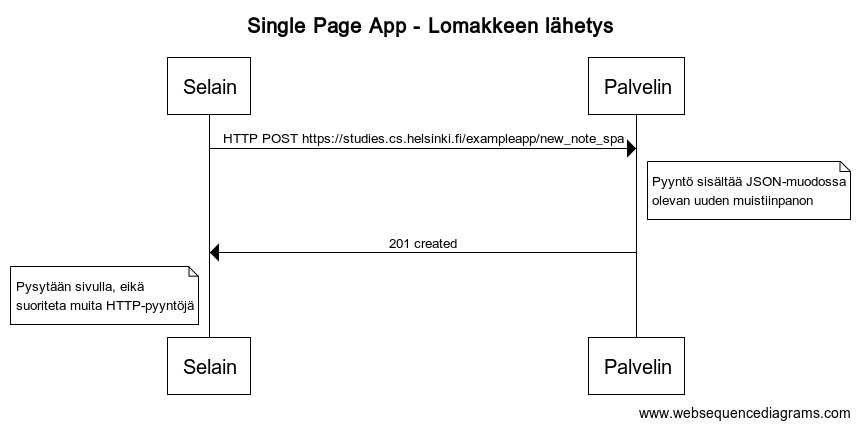 Single Page App - Lomakkeen lähetys
Selain
Palvelin
HTTP POST https://studies.cs.helsinki.fi/exampleapp/new_note_spa
Pyyntö sisältää JSON-muodossa
olevan uuden muistiinpanon
201 created
Pysytään sivulla, eikä
suoriteta muita HTTP-pyyntöjä
Selain
Palvelin
www.websequencediagrams.com